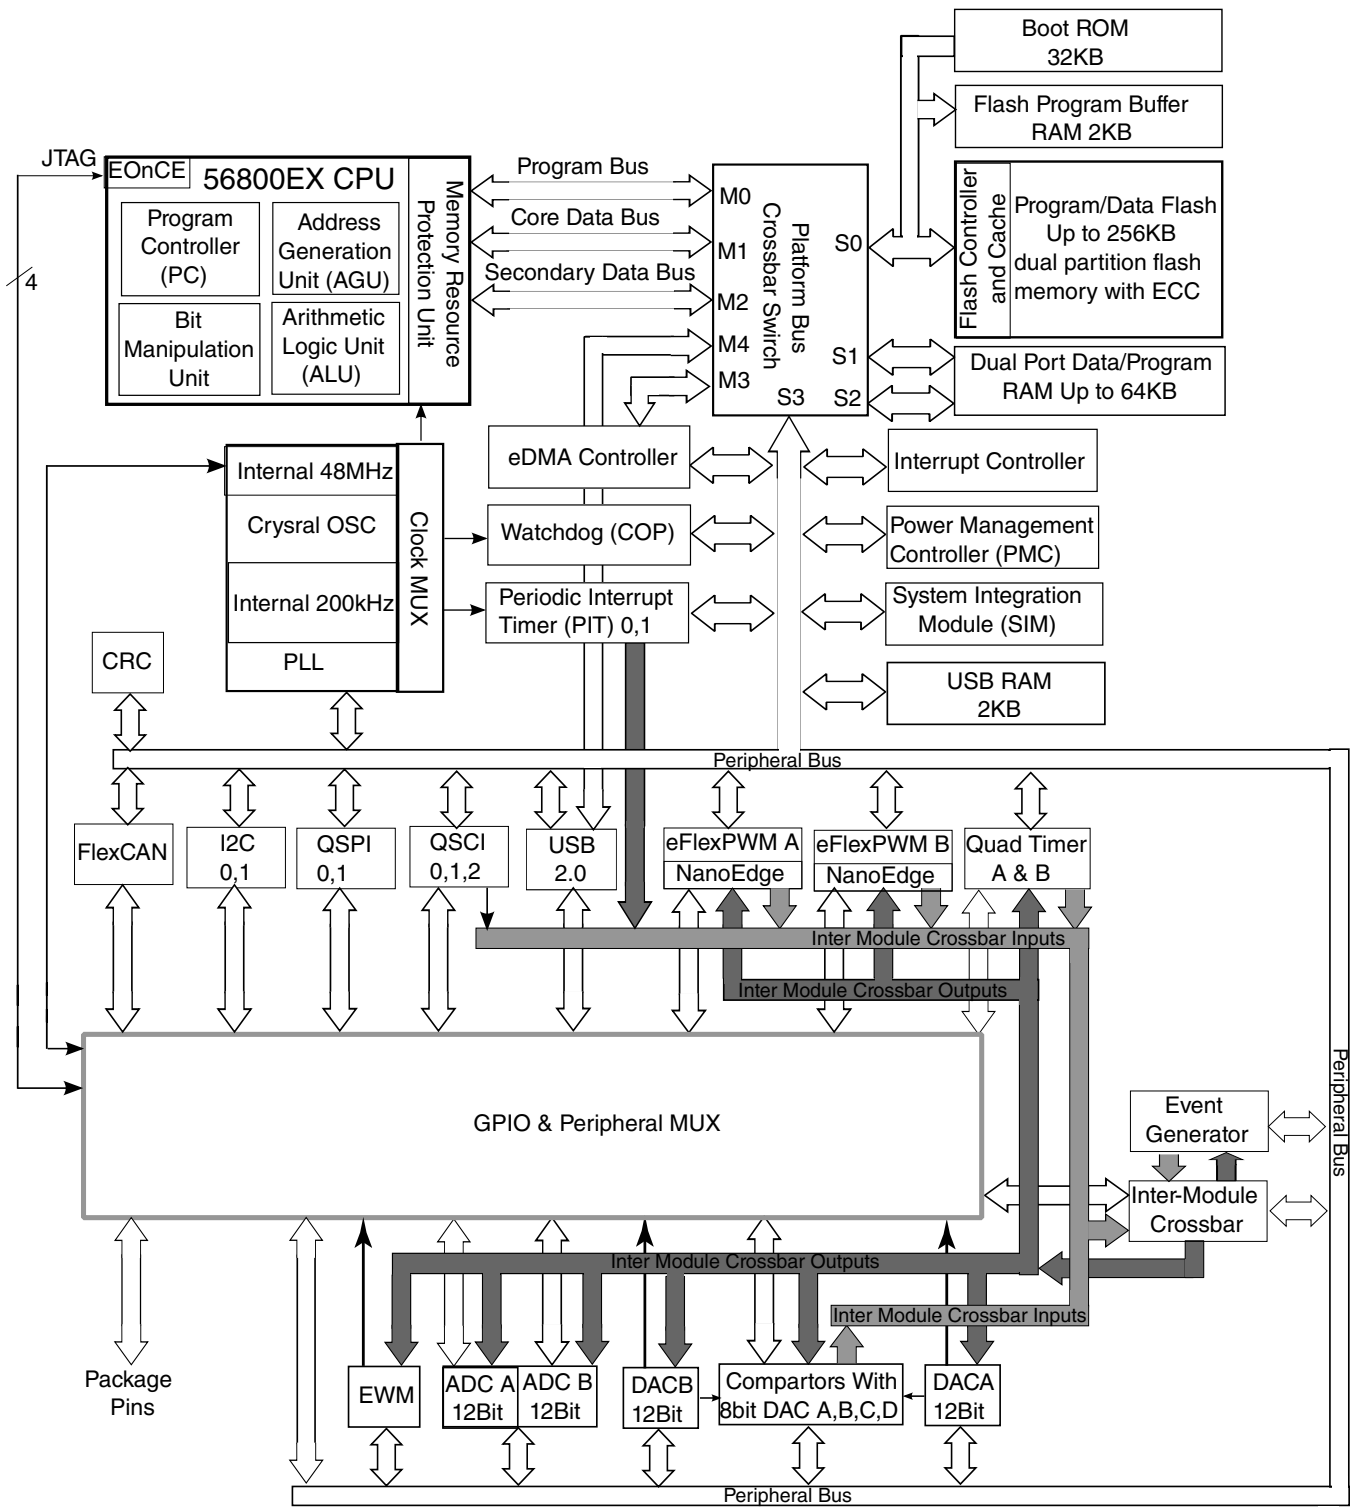 Boot ROM
32KB
Flash Program Buffer
RAM 2KB
JTAG
EOnCE
56800EX CPU
Program
Controller
(PC)
Address
Generation
Unit (AGU)
Bit
Manipulation
Unit
Arithmetic
Logic Unit
(ALU)
Memory Resource
Protection Unit
4
Program Bus
Core Data Bus
Secondary Data Bus
M0
M1
M2
M4
M3
Platform Bus
Crossbar Swirch
S0
S1
S2
S3
Flash Controller
and Cache
Program/Data Flash
Up to 256KB
dual partition flash
memory with ECC
Dual Port Data/Program
RAM Up to 64KB
Internal 48MHz
Crysral OSC
Internal 200kHz
PLL
Clock MUX
eDMA Controller
Watchdog (COP)
Periodic Interrupt
Timer (PIT) 0,1
Interrupt Controller
Power Management
Controller (PMC)
System Integration
Module (SIM)
USB RAM
2KB
CRC
Peripheral Bus
FlexCAN
I2C
0,1
QSPI
0,1
QSCI
0,1,2
USB
2.0
eFlexPWM A
NanoEdge
eFlexPWM B
NanoEdge
Quad Timer
A & B
Inter Module Crossbar Inputs
Inter Module Crossbar Outputs
GPIO & Peripheral MUX
Peripheral Bus
Event
Generator
Inter-Module
Crossbar
Inter Module Crossbar Outputs
Inter Module Crossbar Inputs
Package
Pins
EWM
ADC A
12Bit
ADC B
12Bit
DACB
12Bit
Compartors With
8bit DAC A,B,C,D
DACA
12Bit
Peripheral Bus